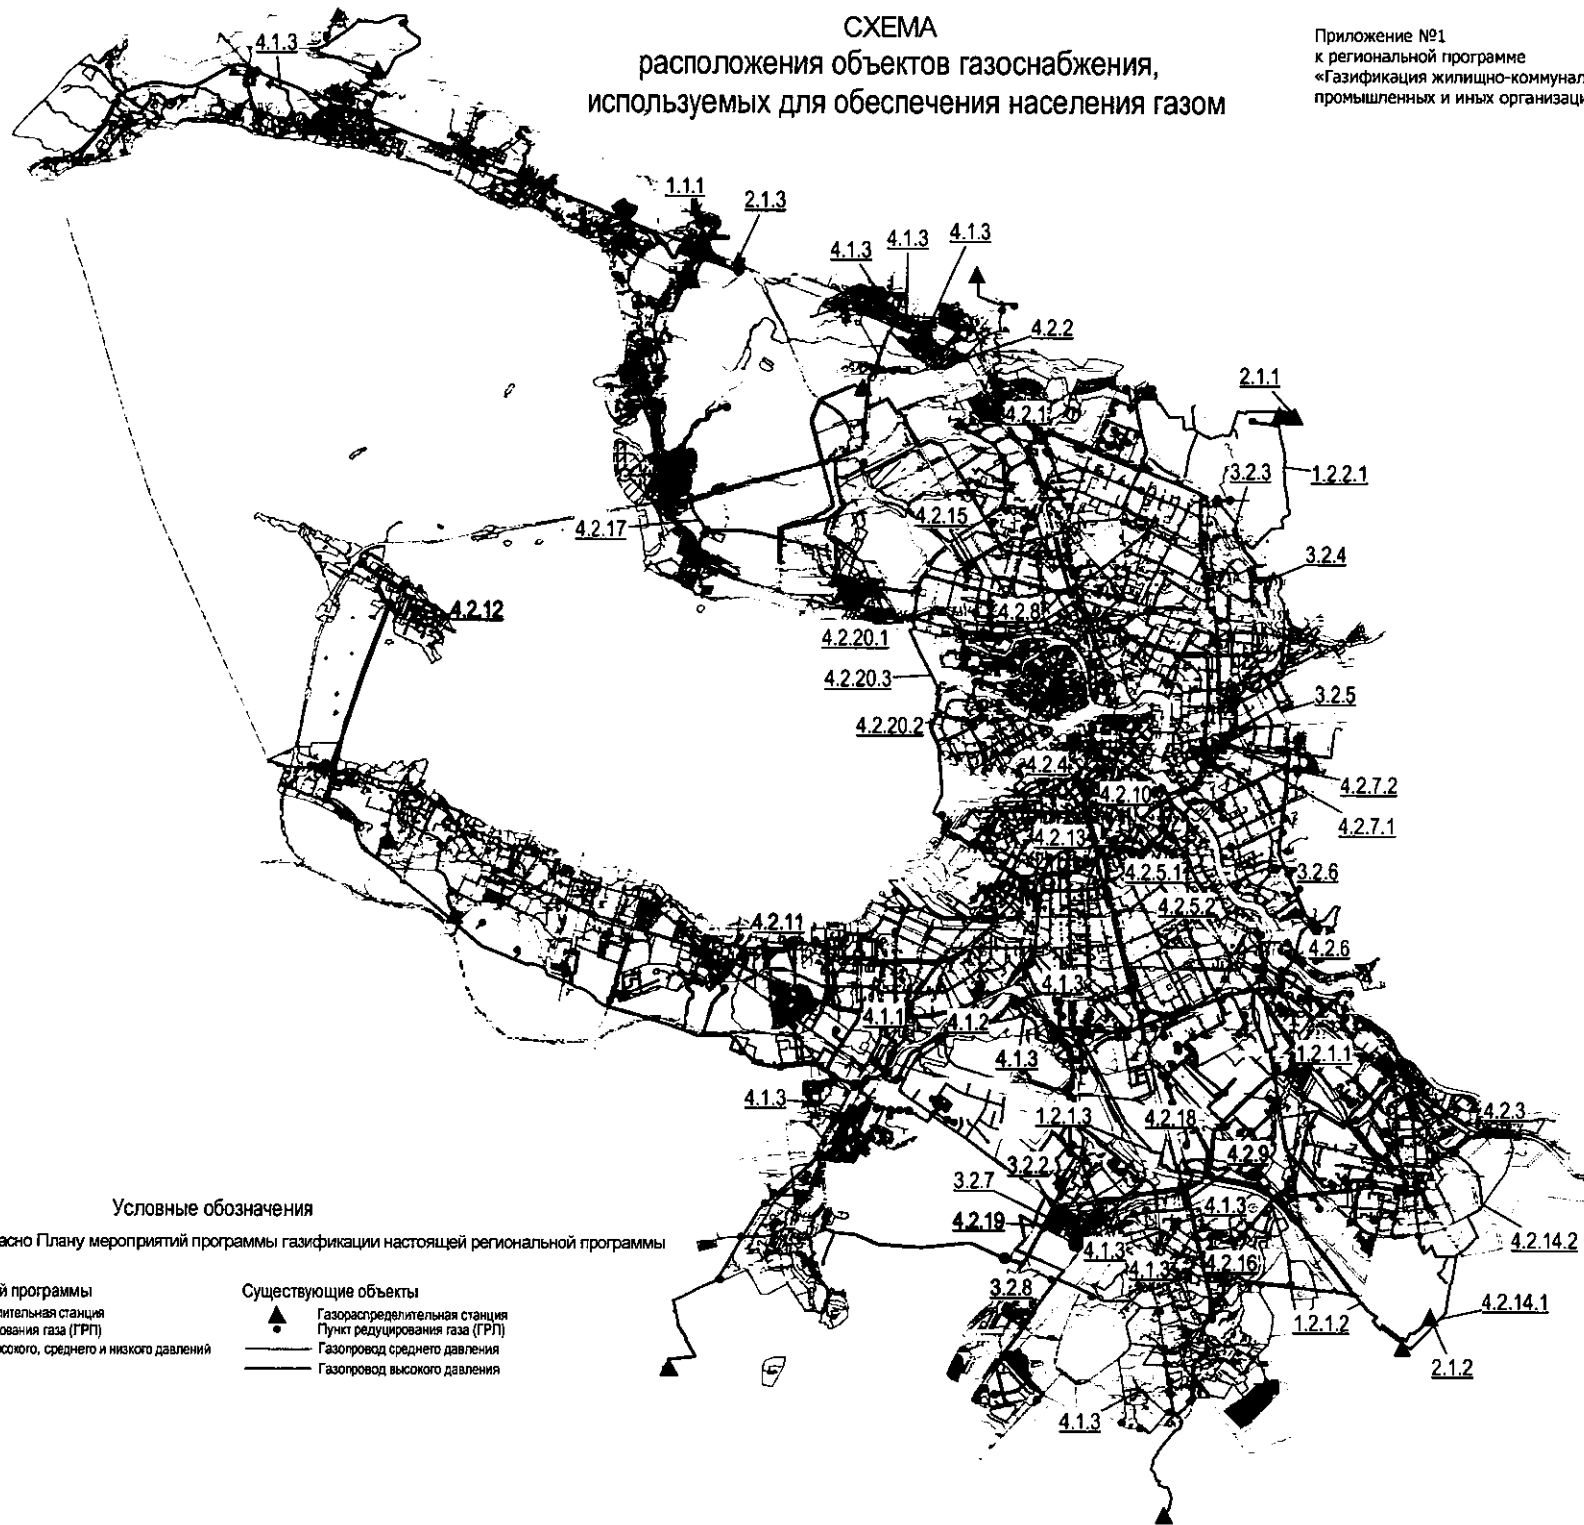 СХЕМА
расположения объектов газоснабжения,
используемых для обеспечения населения газом
Приложение №1
к региональной программе
«Газификация жилищно-коммунал
промышленных и иных организаци
4.1.3
1.1.1
2.1.3
4.1.3
4.1.3
4.1.3
4.2.2
2.1.1
4.2.1
3.2.3
1.2.2.1
4.2.15
4.2.17
3.2.4
4.2.12
4.2.8
4.2.20.1
4.2.20.3
3.2.5
4.2.20.2
4.2.4
4.2.7.2
4.2.10
4.2.7.1
4.2.13
4.2.5.1
3.2.6
4.2.5.2
4.2.11
4.2.6
4.1.3
4.1.1
4.1.2
4.1.3
1.2.1.1
4.1.3
1.2.1.3
4.2.18
4.2.3
4.2.9
3.2.2
3.2.7
4.1.3
4.2.19
4.1.3
4.2.14.2
4.1.3
4.2.16
3.2.8
4.2.14.1
1.2.1.2
2.1.2
4.1.3
Условные обозначения
асно Плану мероприятий программы газификации настоящей региональной программы
й программы
лительная станция
ования газа (ГРП)
сокого, среднего и низкого давлений
Существующие объекты
Газораспределительная станция
Пункт редуцирования газа (ГРП)
Газопровод среднего давления
Газопровод высокого давления